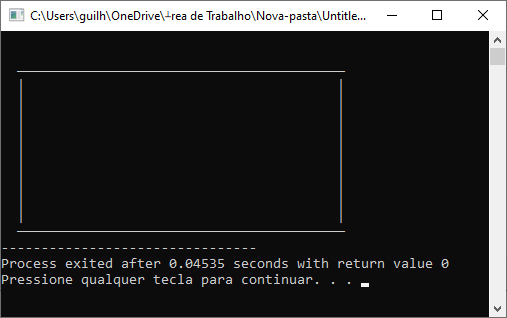 C:\Users\guilh\OneDrive\┴rea de Trabalho\Nova-pasta\Untitle...
--------------------------------
Process exited after 0.04535 seconds with return value 0
Pressione qualquer tecla para continuar. . .